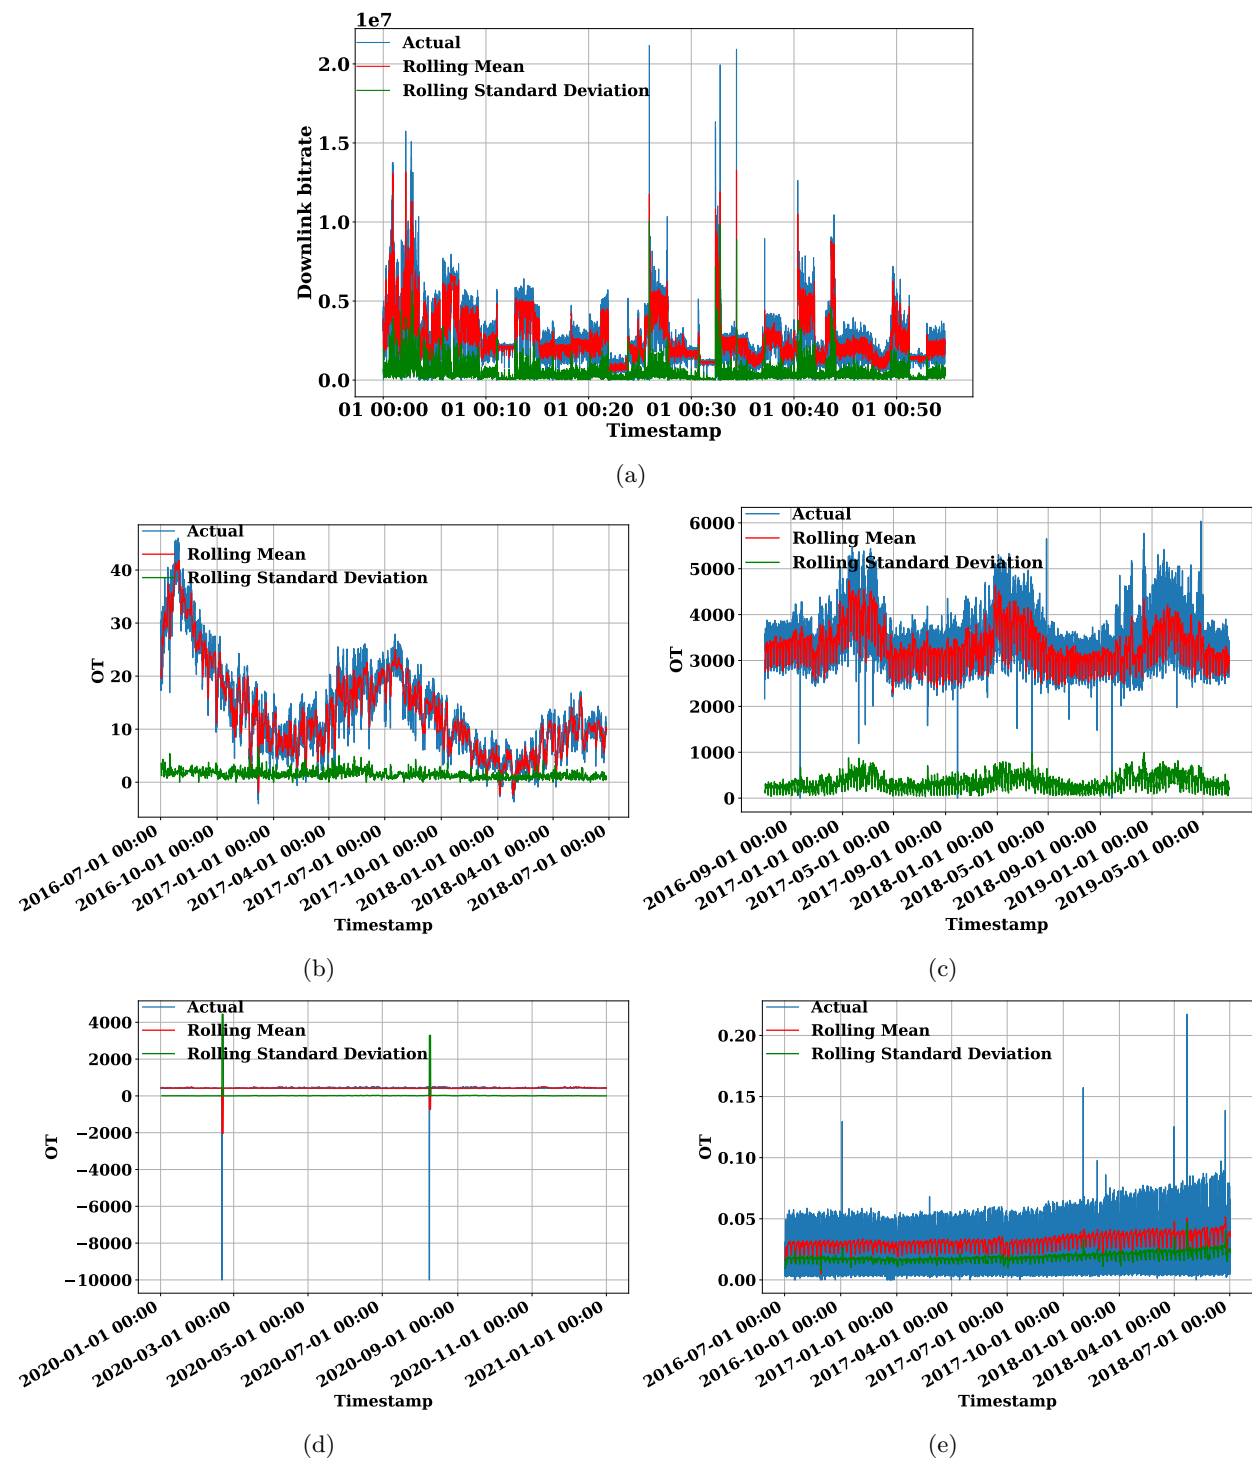 1e7
Actual
Rolling Mean
Rolling Standard Deviation
Downlink bitrate
2.0
1.5
1.0
0.5
0.0
01 00:00 01 00:10 01 00:20 01 00:30 01 00:40 01 00:50
Timestamp
(a)
Actual
Rolling Mean
Rolling Standard Deviation
OT
40
30
20
10
0
2016-07-01 00:00
2016-10-01 00:00
2017-01-01 00:00
2017-04-01 00:00
2017-07-01 00:00
2017-10-01 00:00
2018-01-01 00:00
2018-04-01 00:00
2018-07-01 00:00
Timestamp
(b)
Actual
Rolling Mean
Rolling Standard Deviation
OT
6000
5000
4000
3000
2000
1000
0
2016-09-01 00:00
2017-01-01 00:00
2017-05-01 00:00
2017-09-01 00:00
2018-01-01 00:00
2018-05-01 00:00
2018-09-01 00:00
2019-01-01 00:00
2019-05-01 00:00
Timestamp
(c)
Actual
Rolling Mean
Rolling Standard Deviation
OT
4000
2000
0
−2000
−4000
−6000
−8000
−10000
2020-01-01 00:00
2020-03-01 00:00
2020-05-01 00:00
2020-07-01 00:00
2020-09-01 00:00
2020-11-01 00:00
2021-01-01 00:00
Timestamp
(d)
Actual
Rolling Mean
Rolling Standard Deviation
OT
0.20
0.15
0.10
0.05
0.00
2016-07-01 00:00
2016-10-01 00:00
2017-01-01 00:00
2017-04-01 00:00
2017-07-01 00:00
2017-10-01 00:00
2018-01-01 00:00
2018-04-01 00:00
2018-07-01 00:00
Timestamp
(e)